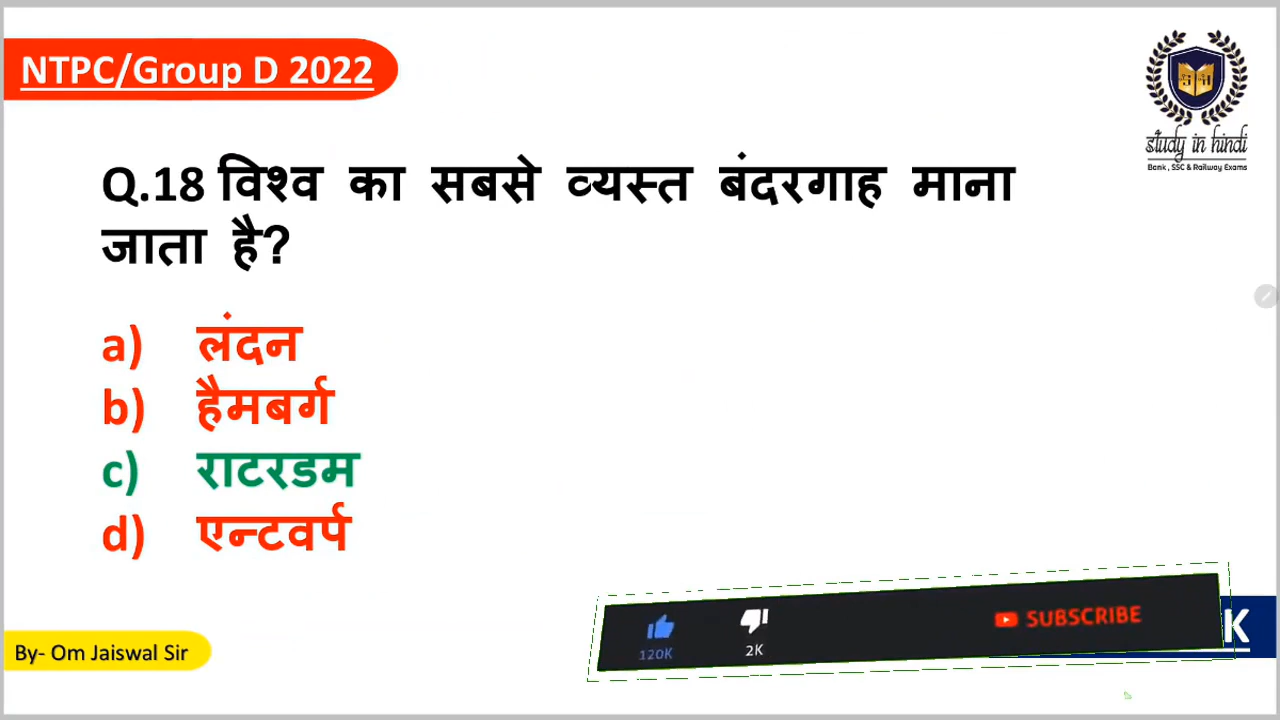 NTPC/Group D 2022
study in hindi
Bank , SSC & Railway Exams
Q.18 विश्व का सबसे व्यस्त बंदरगाह माना
जाता है?
a) लंदन
b) हैमबर्ग
c) राटरडम
d) एन्टवर्प
120K
2K
SUBSCRIBE
K
By- Om Jaiswal Sir